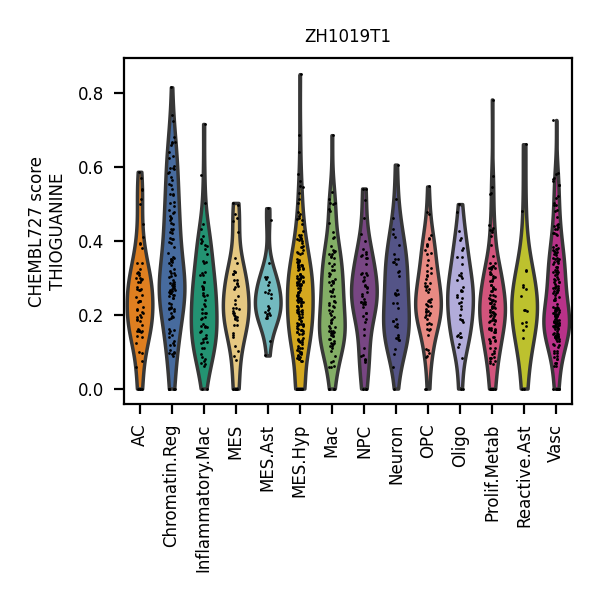 ZH1019T1
CHEMBL727 score
THIOGUANINE
0.8
0.6
0.4
0.2
0.0
AC
Chromatin.Reg
Inflammatory.Mac
MES
MES.Ast
MES.Hyp
Mac
NPC
Neuron
OPC
Oligo
Prolif.Metab
Reactive.Ast
Vasc